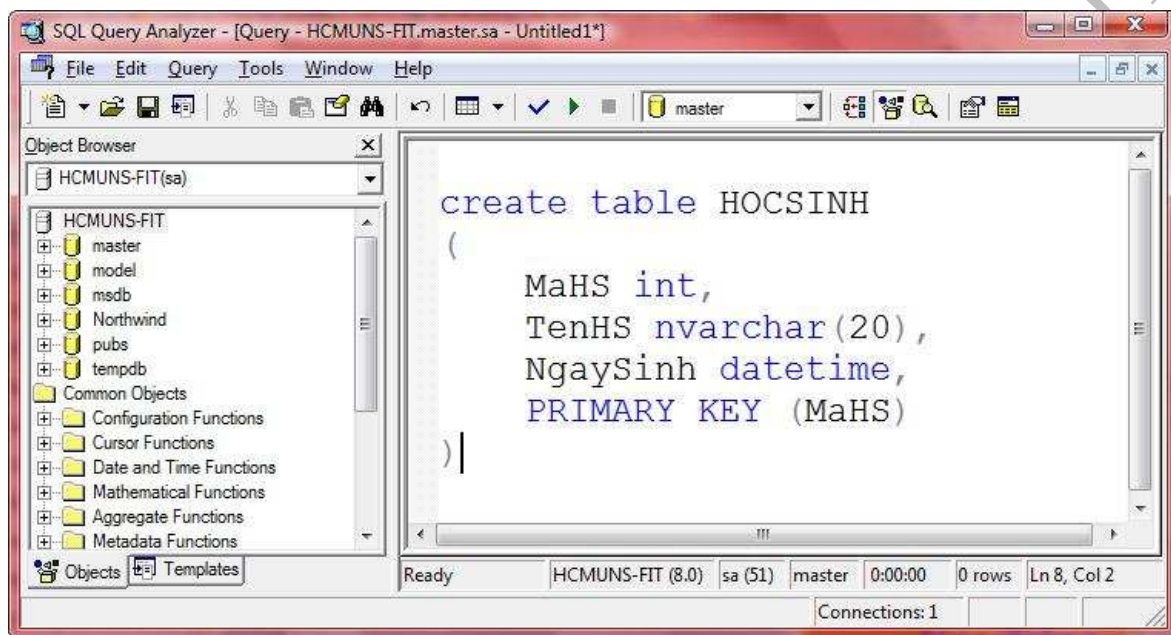 SQL Query Analyzer - [Query - HCMUNS-FIT.master.sa - Untitled1*]
File Edit Query Tools Window Help
master
Object Browser
HCMUNS-FIT(sa)
HCMUNS-FIT
master
model
msdb
Northwind
pubs
tempdb
Common Objects
Configuration Functions
Cursor Functions
Date and Time Functions
Mathematical Functions
Aggregate Functions
Metadata Functions
Objects Templates
create table HOCSINH
(
MaHS int,
TenHS nvarchar(20),
NgaySinh datetime,
PRIMARY KEY (MaHS)
)
Ready HCMUNS-FIT (8.0) sa (51) master 0:00:00 0 rows Ln 8, Col 2
Connections: 1